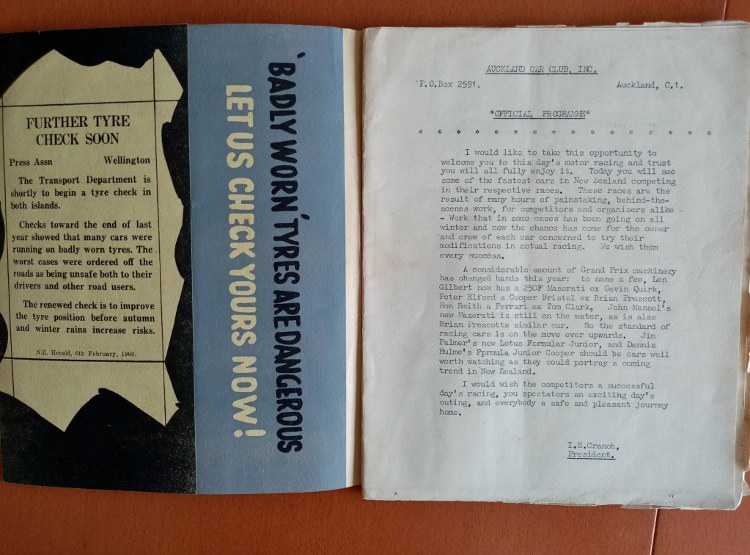 FURTHER TYRE
CHECK SOON
Press Assn Wellington
The Transport Department is
shortly to begin a tyre check in
both islands.
Checks toward the end of last
year showed that many cars were
running on badly worn tyres. The
worst cases were ordered off the
roads as being unsafe both to their
drivers and other road users.
The renewed check is to improve
the tyre position before autumn
and winter rains increase risks.
N.Z. Herald, 6th February, 1960.
'BADLY WORN' TYRES ARE DANGEROUS
LET US CHECK YOURS NOW!
AUCKLAND CAR CLUB, INC.
P.O.Box 2591. Auckland, C.1.
*OFFICIAL PROGRAMME*
* * * * * * * * * * * * * * * * * *
I would like to take this opportunity to
welcome you to this day's motor racing and trust
you will all fully enjoy it. Today you will see
some of the fastest cars in New Zealand competing
in their respective races. These races are the
result of many hours of painstaking, behind-the-
scenes work, for competitors and organisers alike -
- Work that in some cases has been going on all
winter and now the chance has come for the owner
and crew of each car concerned to try their
modifications in actual racing. We wish them
every success.
A considerable amount of Grand Prix machinery
has changed hands this year: to name a few, Len
Gilbert now has a 250F Maserati ex Gavin Quirk,
Peter Elford a Cooper Bristol ex Brian Prescott,
Ron Smith a Ferrari ex Tom Clark. John Mansel's
new Maserati is still on the water, as is also
Brian Prescotts similar car. So the standard of
racing cars is on the move ever upwards. Jim
Palmer's new Lotus Formular Junior, and Dennis
Hulme's Formula Junior Cooper should be cars well
worth watching as they could portray a coming
trend in New Zealand.
I would wish the competitors a successful
day's racing, you spectators an exciting day's
outing, and everybody a safe and pleasant journey
home.
I.S.Cranch,
President.